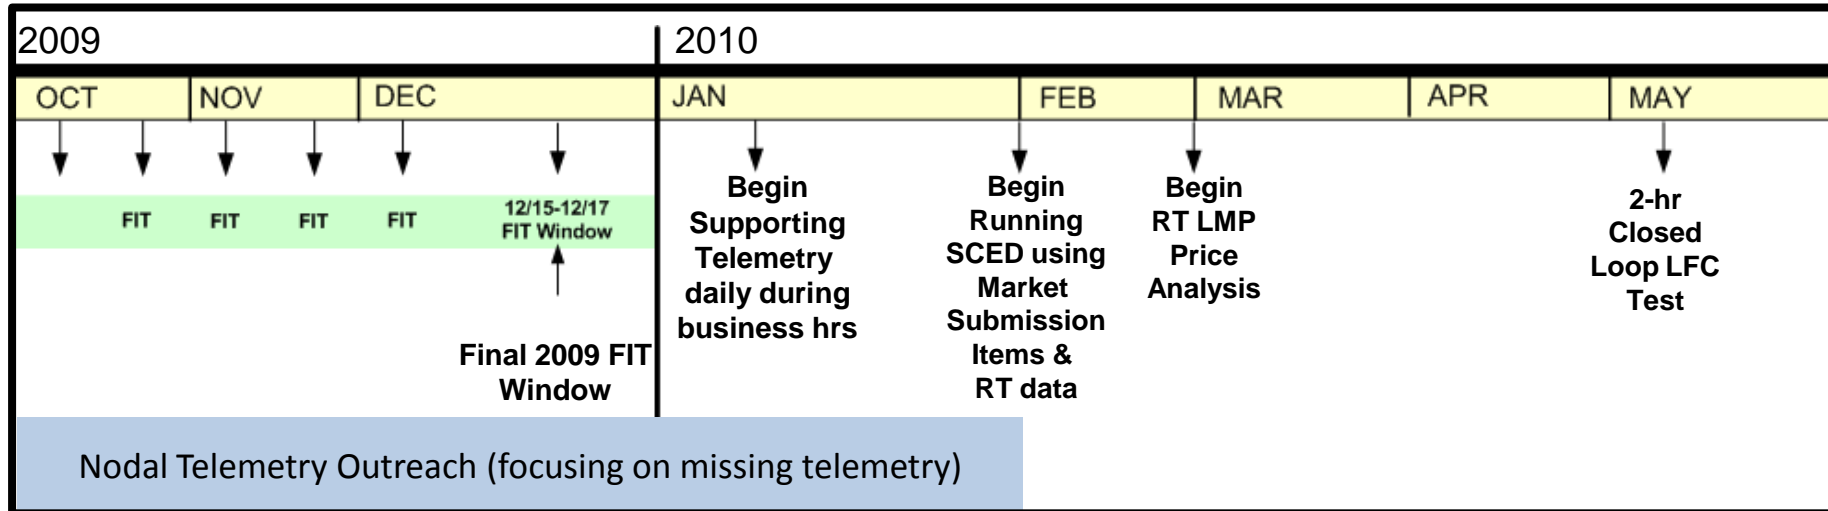 2009
2010
OCT
NOV
DEC
JAN
FEB
MAR
APR
MAY
FIT
FIT
FIT
FIT
12/15-12/17
FIT Window
Final 2009 FIT
Window
Begin
Supporting
Telemetry
daily during
business hrs
Begin
Running
SCED using
Market
Submission
Items &
RT data
Begin
RT LMP
Price
Analysis
2-hr
Closed
Loop LFC
Test
Nodal Telemetry Outreach (focusing on missing telemetry)